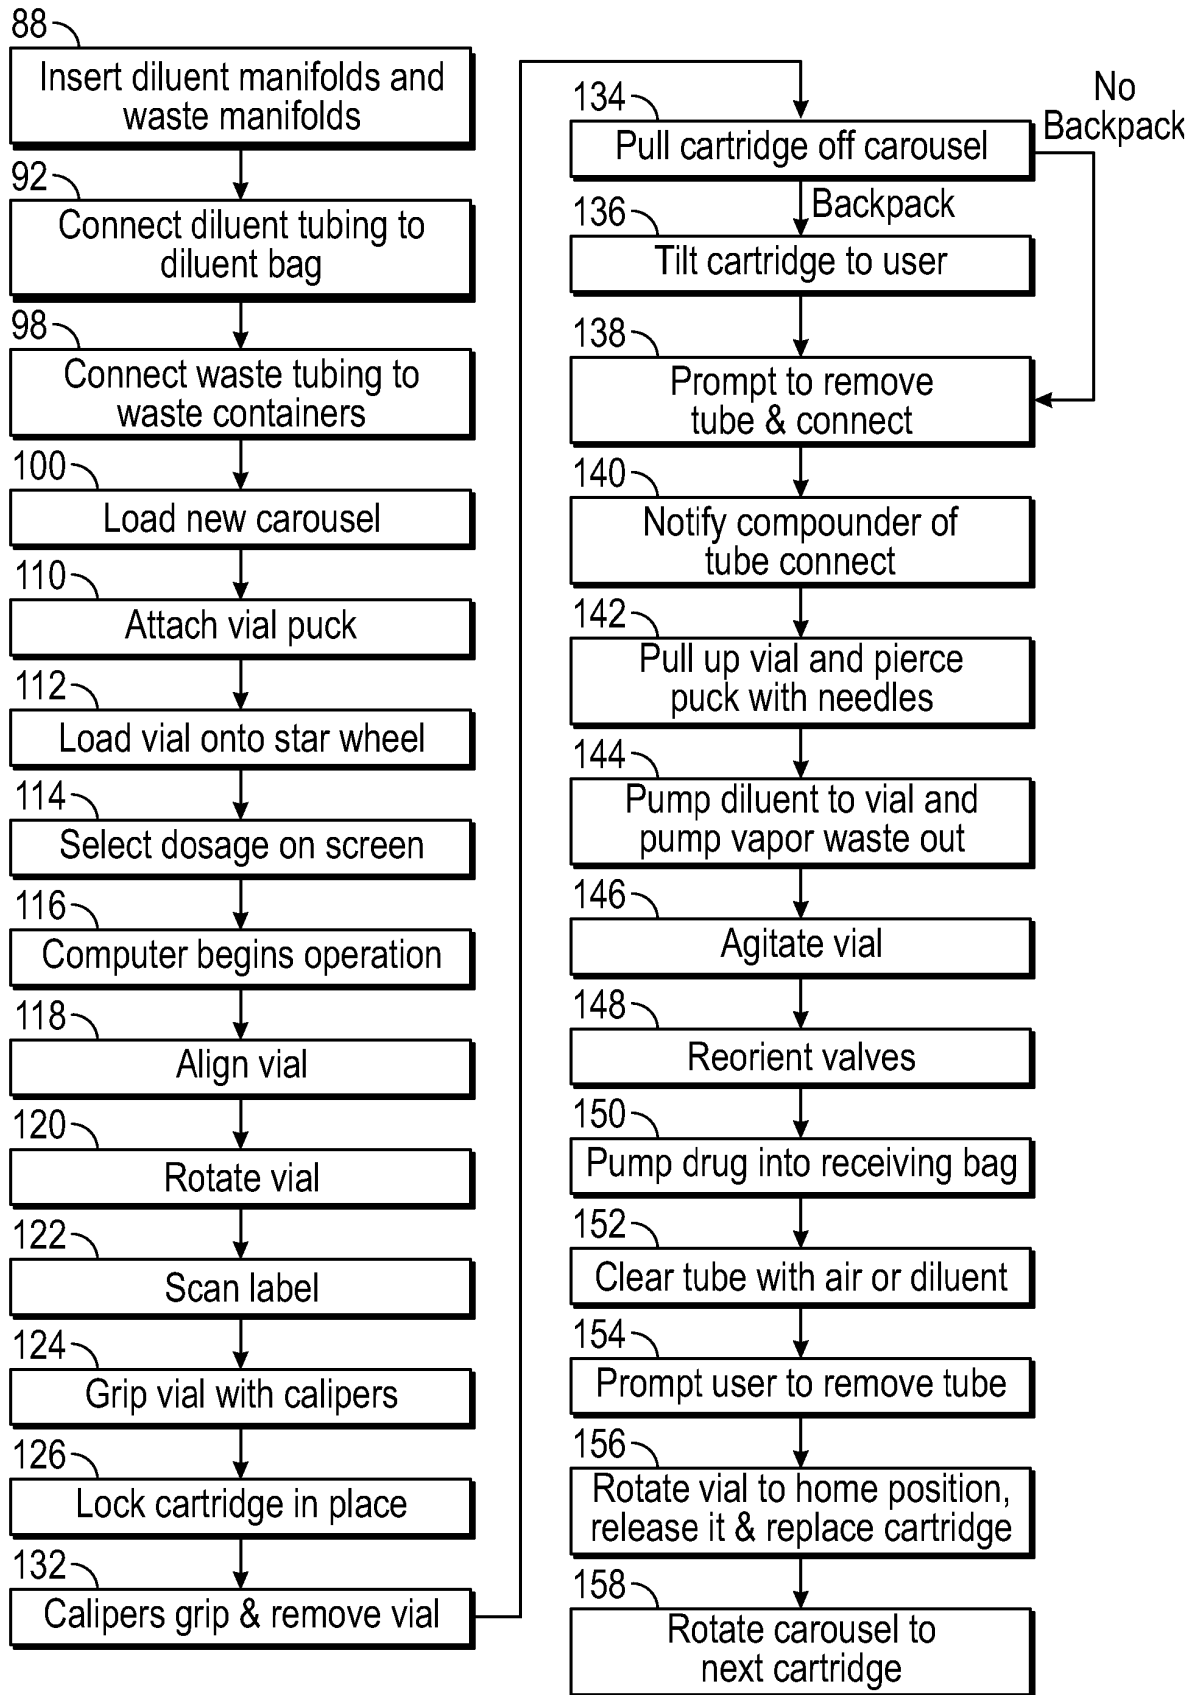 88
Insert diluent manifolds and
waste manifolds
92
Connect diluent tubing to
diluent bag
98
Connect waste tubing to
waste containers
100
Load new carousel
110
Attach vial puck
112
Load vial onto star wheel
114
Select dosage on screen
116
Computer begins operation
118
Align vial
120
Rotate vial
122
Scan label
124
Grip vial with calipers
126
Lock cartridge in place
132
Calipers grip & remove vial
134
Pull cartridge off carousel
No
Backpack
Backpack
136
Tilt cartridge to user
138
Prompt to remove
tube & connect
140
Notify compounder of
tube connect
142
Pull up vial and pierce
puck with needles
144
Pump diluent to vial and
pump vapor waste out
146
Agitate vial
148
Reorient valves
150
Pump drug into receiving bag
152
Clear tube with air or diluent
154
Prompt user to remove tube
156
Rotate vial to home position,
release it & replace cartridge
158
Rotate carousel to
next cartridge